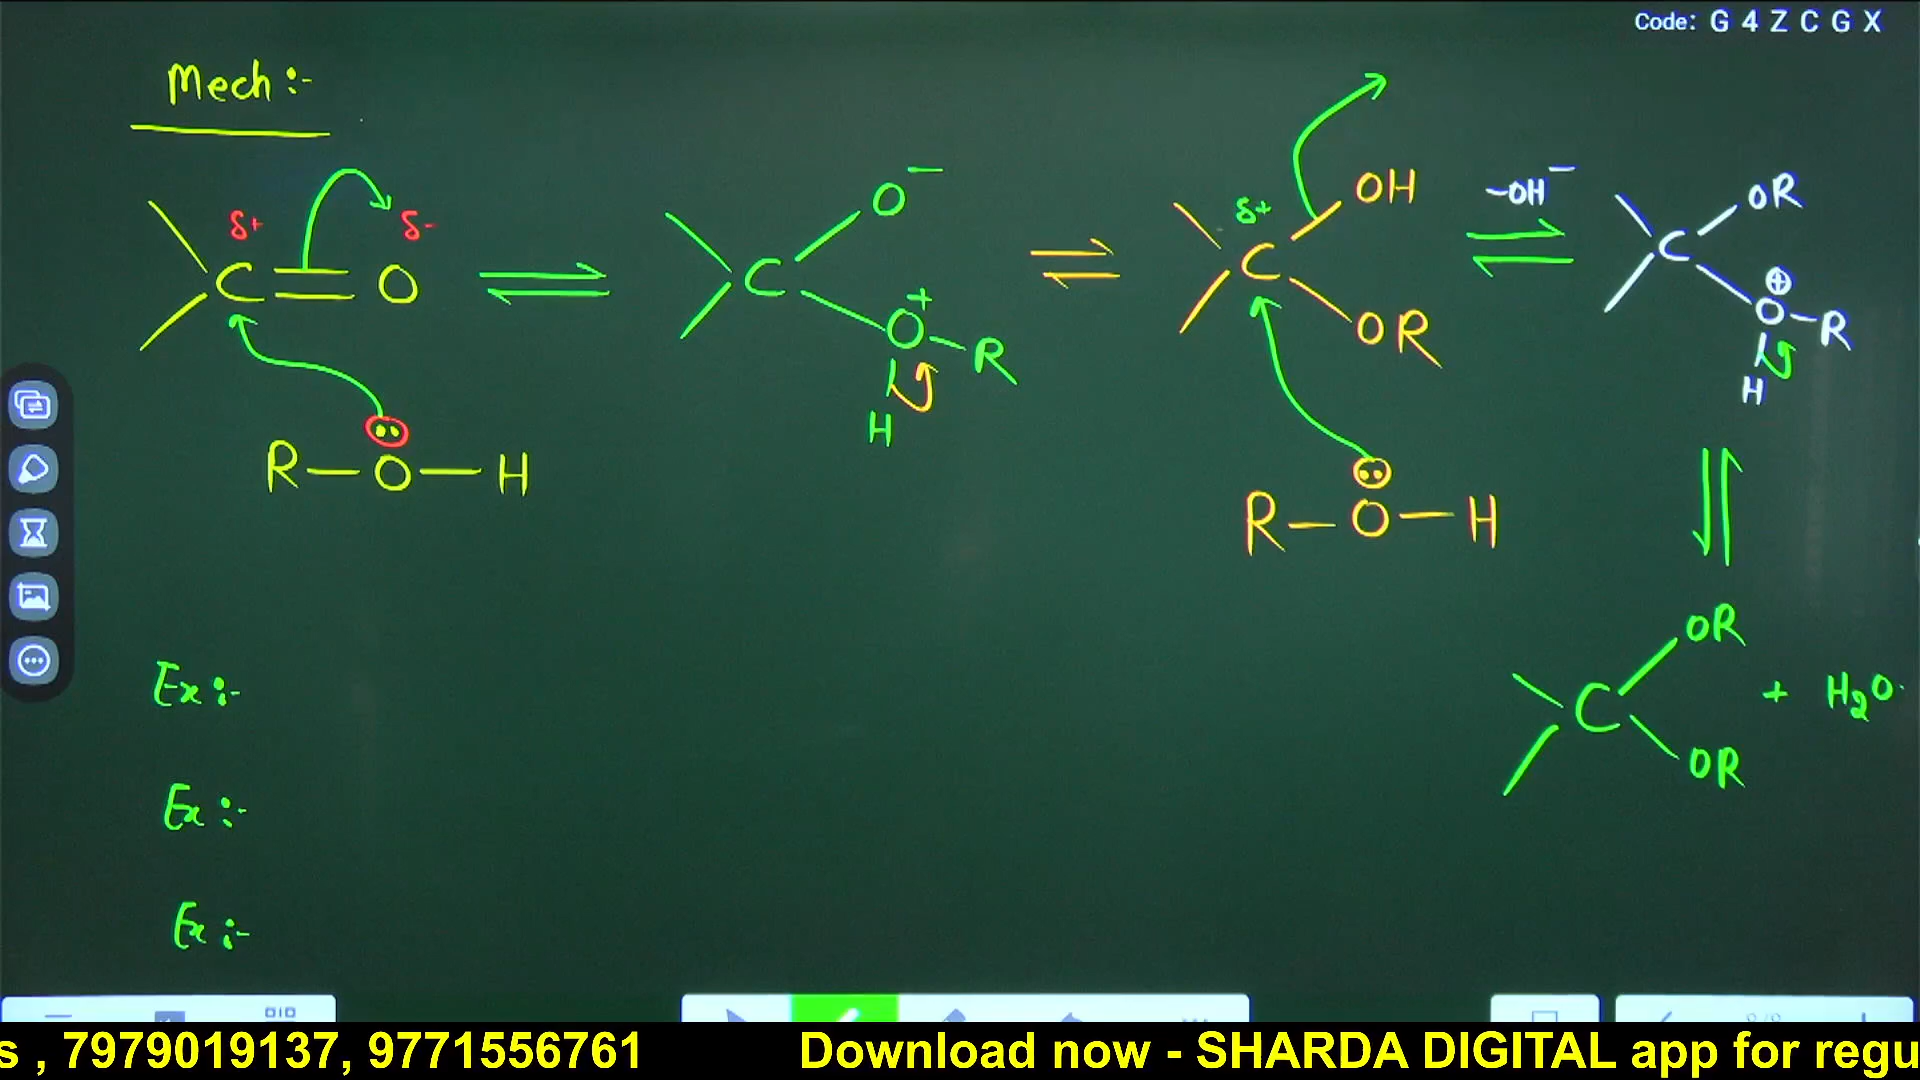 Code: G 4 Z C G X
Mech :-
δ+ δ-
C = O
R - O - H
O⁻
C
O⁺ - R
H
δ+
OH
C
OR
R - O - H
-OH⁻
OR
C
⊕
O - R
H
OR
C + H₂O
OR
Ex :-
Ex :-
Ex :-
s , 7979019137, 9771556761 Download now - SHARDA DIGITAL app for regu